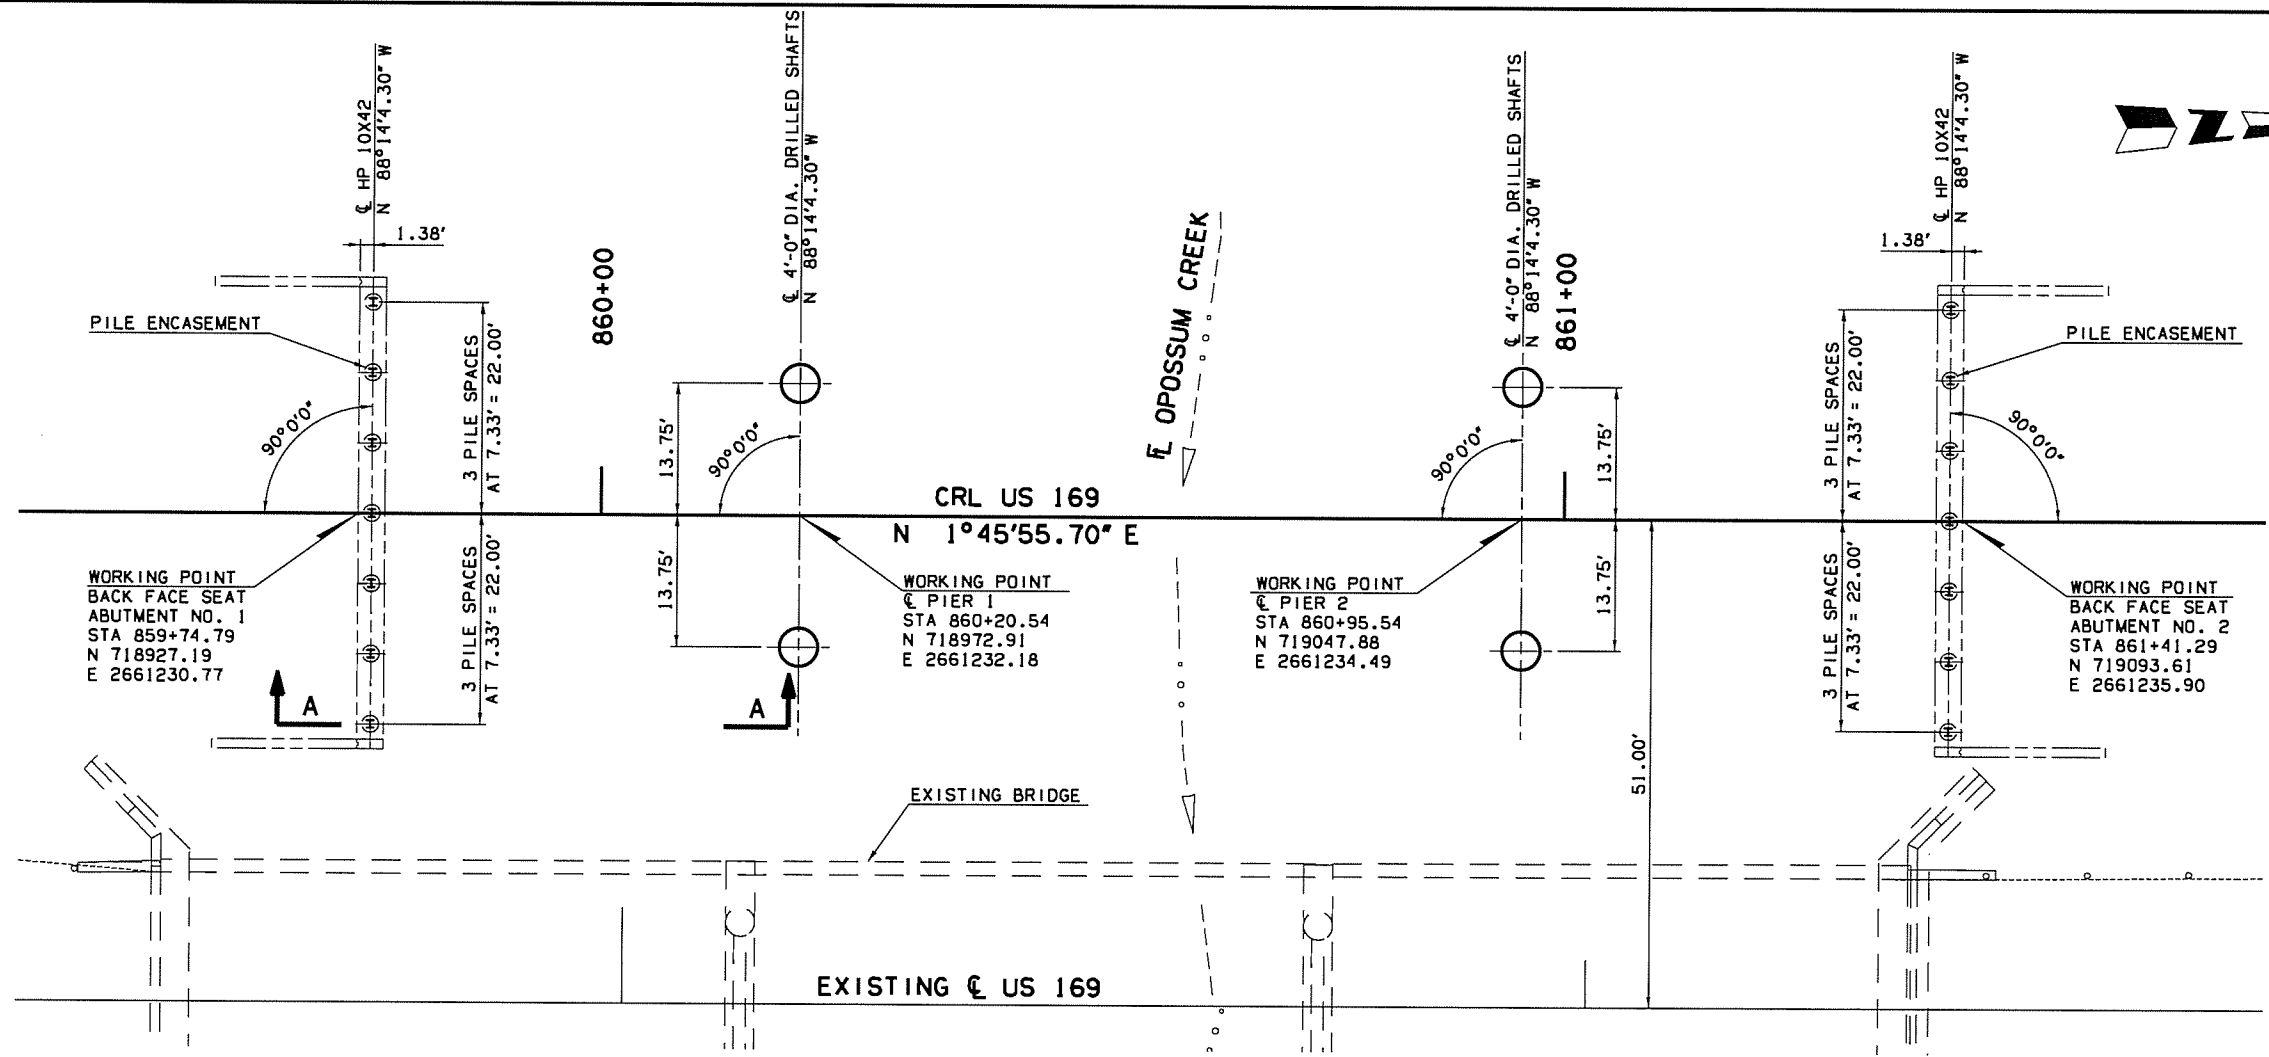 ℄ HP 10X42
N 88°14'4.30" W
1.38'
PILE ENCASEMENT
90°0'0"
3 PILE SPACES
AT 7.33' = 22.00'
3 PILE SPACES
AT 7.33' = 22.00'
WORKING POINT
BACK FACE SEAT
ABUTMENT NO. 1
STA 859+74.79
N 718927.19
E 2661230.77
A
860+00
℄ 4'-0" DIA. DRILLED SHAFTS
N 88°14'4.30" W
13.75'
90°0'0"
13.75'
A
CRL US 169
N 1°45'55.70" E
WORKING POINT
℄ PIER 1
STA 860+20.54
N 718972.91
E 2661232.18
FL OPOSSUM CREEK
℄ 4'-0" DIA. DRILLED SHAFTS
N 88°14'4.30" W
861+00
90°0'0"
13.75'
13.75'
WORKING POINT
℄ PIER 2
STA 860+95.54
N 719047.88
E 2661234.49
51.00'
℄ HP 10X42
N 88°14'4.30" W
1.38'
PILE ENCASEMENT
90°0'0"
3 PILE SPACES
AT 7.33' = 22.00'
3 PILE SPACES
AT 7.33' = 22.00'
WORKING POINT
BACK FACE SEAT
ABUTMENT NO. 2
STA 861+41.29
N 719093.61
E 2661235.90
N
EXISTING BRIDGE
EXISTING ℄ US 169